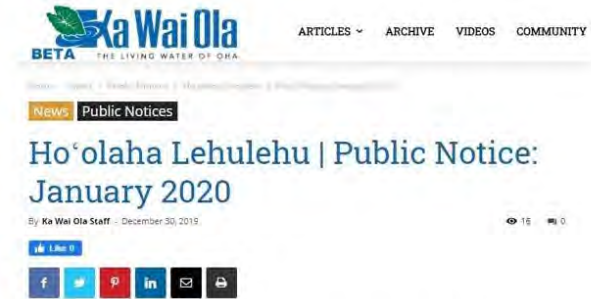 Ka Wai Ola
BETA THE LIVING WATER OF OHA
ARTICLES ARCHIVE VIDEOS COMMUNITY
News Public Notices
Hoʻolaha Lehulehu | Public Notice:
January 2020
By Ka Wai Ola Staff - December 30, 2019 16 0
Like 0